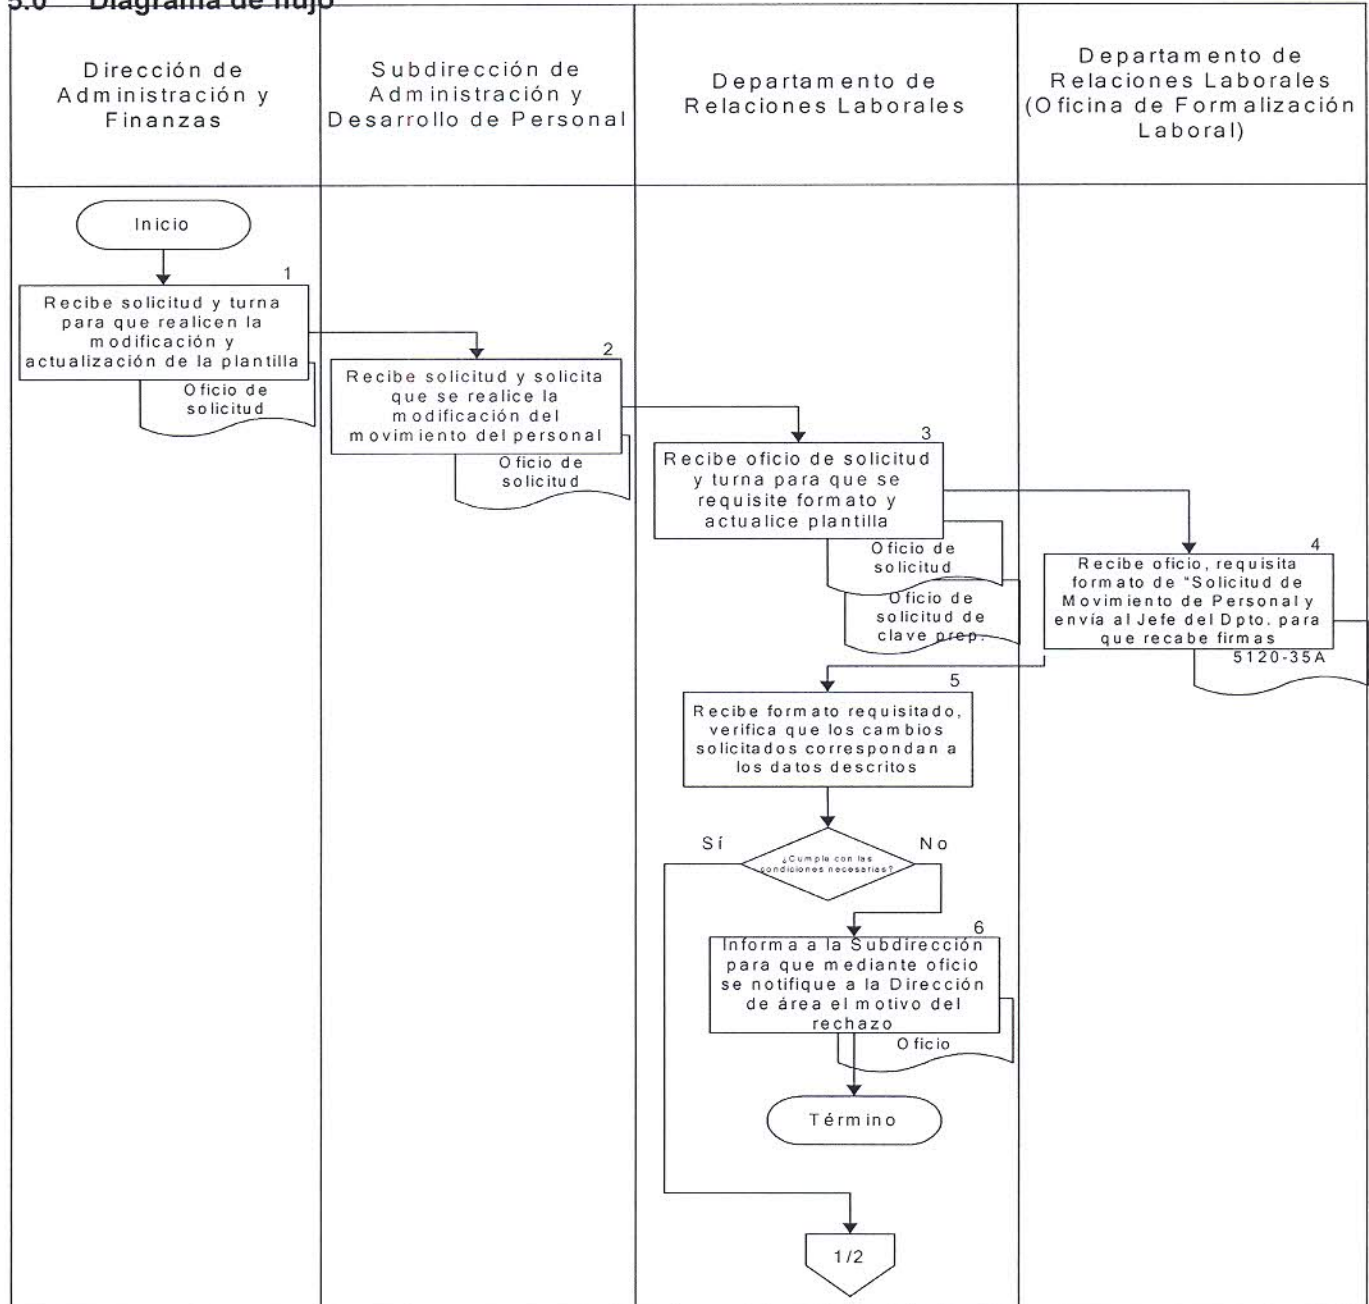 5.0 Diagrama de flujo
Dirección de
Administración y
Finanzas
Subdirección de
Administración y
Desarrollo de Personal
Departamento de
Relaciones Laborales
Departamento de
Relaciones Laborales
(Oficina de Formalización
Laboral)
Inicio
1
Recibe solicitud y turna
para que realicen la
modificación y
actualización de la plantilla
Oficio de
solicitud
2
Recibe solicitud y solicita
que se realice la
modificación del
movimiento del personal
Oficio de
solicitud
3
Recibe oficio de solicitud
y turna para que se
requisite formato y
actualice plantilla
Oficio de
solicitud
Oficio de
solicitud de
clave prep.
4
Recibe oficio, requisita
formato de “Solicitud de
Movimiento de Personal y
envía al Jefe del Dpto. para
que recabe firmas
5120-35A
5
Recibe formato requisitado,
verifica que los cambios
solicitados correspondan a
los datos descritos
Sí
¿Cumple con las
condiciones necesarias?
No
6
Informa a la Subdirección
para que mediante oficio
se notifique a la Dirección
de área el motivo del
rechazo
Oficio
Término
1/2